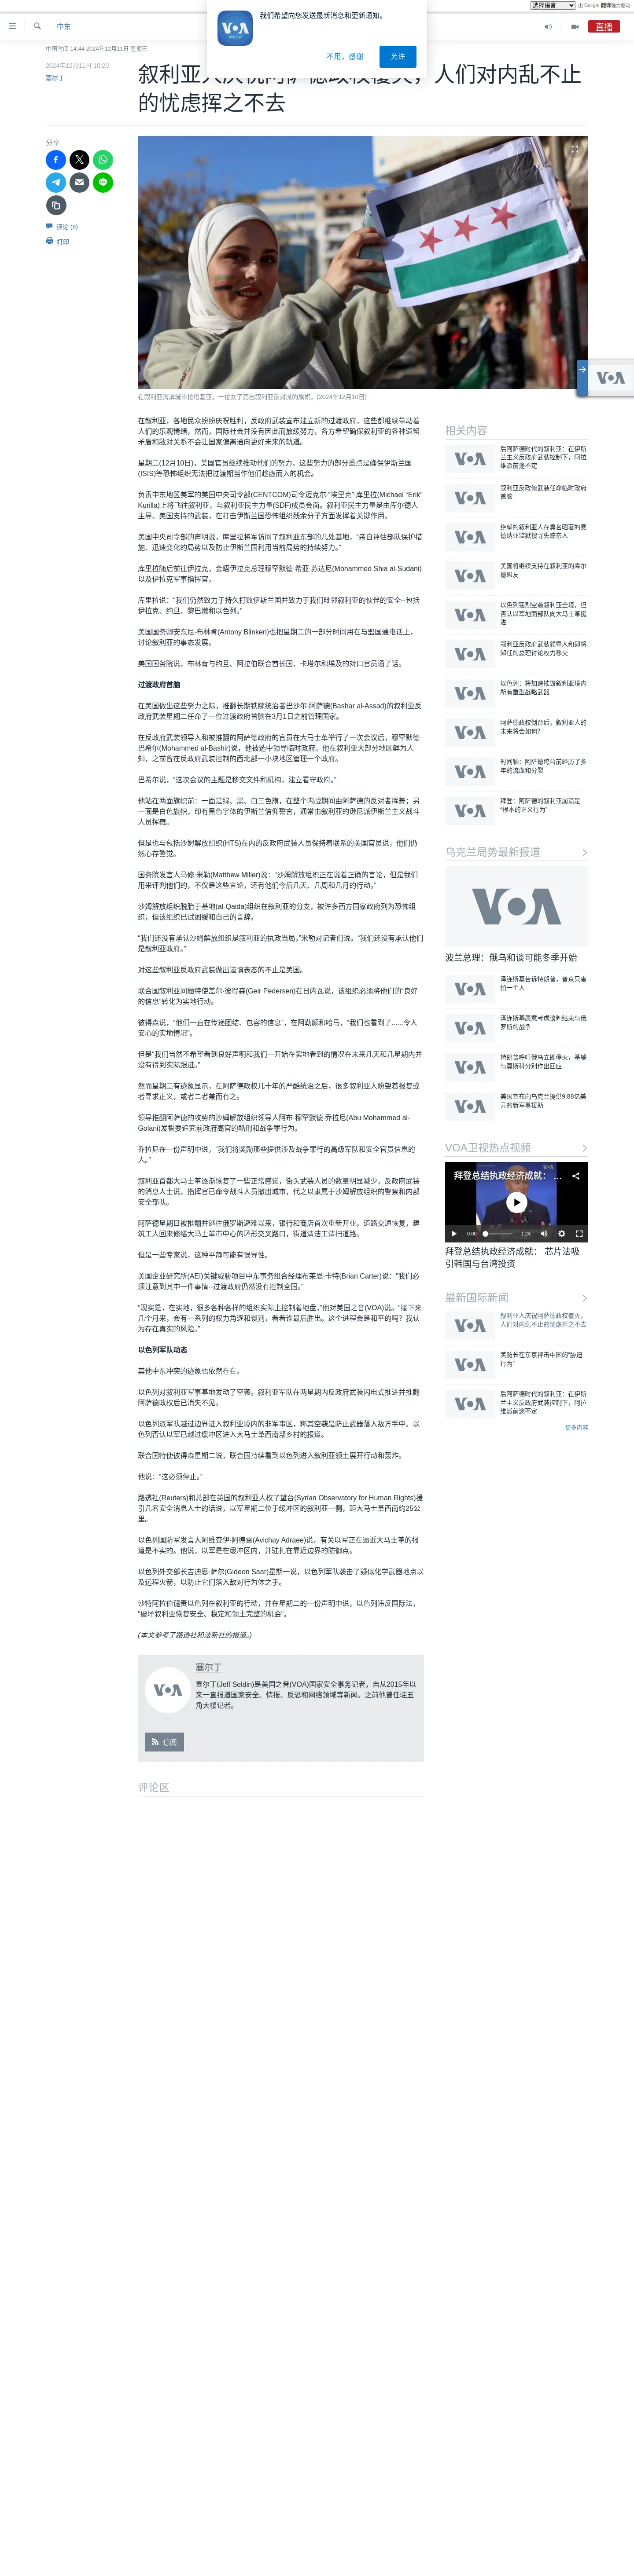 选择语言 由 Google 翻译强力驱动
我们希望向您发送最新消息和更新通知。
不用，感谢
允许
中东
直播
中国时间 14:44 2024年12月11日 星期三
叙利亚人庆祝阿萨德政权覆灭，人们对内乱不止
的忧虑挥之不去
2024年12月11日 10:20
塞尔丁
分享
评论 (5)
打印
在叙利亚海滨城市拉塔基亚，一位女子亮出叙利亚反对派的旗帜。(2024年12月10日)
在叙利亚，各地民众纷纷庆祝胜利，反政府武装宣布建立新的过渡政府，这些都继续带动着
人们的乐观情绪。然而，国际社会并没有因此而放缓努力，各方希望确保叙利亚的各种遗留
矛盾和敌对关系不会让国家偏离通向更好未来的轨道。
星期二(12月10日)，美国官员继续推动他们的努力，这些努力的部分重点是确保伊斯兰国
(ISIS)等恐怖组织无法把过渡期当作他们趁虚而入的机会。
负责中东地区美军的美国中央司令部(CENTCOM)司令迈克尔·“埃里克”·库里拉(Michael “Erik”
Kurilla)上将飞往叙利亚，与叙利亚民主力量(SDF)成员会面。叙利亚民主力量是由库尔德人
主导、美国支持的武装，在打击伊斯兰国恐怖组织残余分子方面发挥着关键作用。
美国中央司令部的声明说，库里拉将军访问了叙利亚东部的几处基地，“亲自评估部队保护措
施、迅速变化的局势以及防止伊斯兰国利用当前局势的持续努力。”
库里拉随后前往伊拉克，会晤伊拉克总理穆罕默德·希亚·苏达尼(Mohammed Shia al-Sudani)
以及伊拉克军事指挥官。
库里拉说：“我们仍然致力于持久打败伊斯兰国并致力于我们毗邻叙利亚的伙伴的安全--包括
伊拉克、约旦、黎巴嫩和以色列。”
美国国务卿安东尼·布林肯(Antony Blinken)也把星期二的一部分时间用在与盟国通电话上，
讨论叙利亚的事态发展。
美国国务院说，布林肯与约旦、阿拉伯联合酋长国、卡塔尔和埃及的对口官员通了话。
过渡政府首脑
在美国做出这些努力之际，推翻长期铁腕统治者巴沙尔·阿萨德(Bashar al-Assad)的叙利亚反
政府武装星期二任命了一位过渡政府首脑在3月1日之前管理国家。
在反政府武装领导人和被推翻的阿萨德政府的官员在大马士革举行了一次会议后，穆罕默德·
巴希尔(Mohammed al-Bashir)说，他被选中领导临时政府。他在叙利亚大部分地区鲜为人
知，之前曾在反政府武装控制的西北部一小块地区管理一个政府。
巴希尔说，“这次会议的主题是移交文件和机构，建立看守政府。”
他站在两面旗帜前：一面是绿、黑、白三色旗，在整个内战期间由阿萨德的反对者挥舞；另
一面是白色旗帜，印有黑色字体的伊斯兰信仰誓言，通常由叙利亚的逊尼派伊斯兰主义战斗
人员挥舞。
但是也与包括沙姆解放组织(HTS)在内的反政府武装人员保持着联系的美国官员说，他们仍
然心存警觉。
国务院发言人马修·米勒(Matthew Miller)说：“沙姆解放组织正在说着正确的言论，但是我们
用来评判他们的，不仅是这些言论，还有他们今后几天、几周和几月的行动。”
沙姆解放组织脱胎于基地(al-Qaida)组织在叙利亚的分支，被许多西方国家政府列为恐怖组
织，但该组织已试图缓和自己的言辞。
“我们还没有承认沙姆解放组织是叙利亚的执政当局，”米勒对记者们说。“我们还没有承认他们
是叙利亚政府。”
对这些叙利亚反政府武装做出谨慎表态的不止是美国。
联合国叙利亚问题特使盖尔·彼得森(Geir Pedersen)在日内瓦说，该组织必须将他们的“良好
的信息”转化为实地行动。
彼得森说，“他们一直在传递团结、包容的信息”，在阿勒颇和哈马，“我们也看到了......令人
安心的实地情况”。
但是“我们当然不希望看到良好声明和我们一开始在实地看到的情况在未来几天和几星期内并
没有得到实际跟进。”
然而星期二有迹象显示，在阿萨德政权几十年的严酷统治之后，很多叙利亚人盼望着报复或
者寻求正义，或者二者兼而有之。
领导推翻阿萨德的攻势的沙姆解放组织领导人阿布·穆罕默德·乔拉尼(Abu Mohammed al-
Golani)发誓要追究前政府高官的酷刑和战争罪行为。
乔拉尼在一份声明中说，“我们将奖励那些提供涉及战争罪行的高级军队和安全官员信息的
人。”
叙利亚首都大马士革逐渐恢复了一些正常感觉，街头武装人员的数量明显减少。反政府武装
的消息人士说，指挥官已命令战斗人员撤出城市，代之以隶属于沙姆解放组织的警察和内部
安全部队。
阿萨德星期日被推翻并逃往俄罗斯避难以来，银行和商店首次重新开业。道路交通恢复，建
筑工人回来修缮大马士革市中心的环形交叉路口，街道清洁工清扫道路。
但是一些专家说，这种平静可能有误导性。
美国企业研究所(AEI)关键威胁项目中东事务组合经理布莱恩·卡特(Brian Carter)说：“我们必
须注意到其中一件事情--过渡政府仍然没有控制全国。”
“现实是，在实地，很多各种各样的组织实际上控制着地盘，”他对美国之音(VOA)说。“接下来
几个月来，会有一系列的权力角逐和谈判，看看谁最后胜出。这个进程会是和平的吗？我认
为存在真实的风险。”
以色列军队动态
其他中东冲突的迹象也依然存在。
以色列对叙利亚军事基地发动了空袭。叙利亚军队在两星期内反政府武装闪电式推进并推翻
阿萨德政权后已消失不见。
以色列派军队越过边界进入叙利亚境内的非军事区，称其空袭是防止武器落入敌方手中。以
色列否认以军已越过缓冲区进入大马士革西南部乡村的报道。
联合国特使彼得森星期二说，联合国持续看到以色列进入叙利亚领土展开行动和轰炸。
他说：“这必须停止。”
路透社(Reuters)和总部在英国的叙利亚人权了望台(Syrian Observatory for Human Rights)援
引几名安全消息人士的话说，以军星期二位于缓冲区的叙利亚一侧，距大马士革西南约25公
里。
以色列国防军发言人阿维查伊·阿德雷(Avichay Adraee)说，有关以军正在逼近大马士革的报
道是不实的。他说，以军是在缓冲区内，并驻扎在靠近边界的防御点。
以色列外交部长吉迪恩·萨尔(Gideon Saar)星期一说，以色列军队袭击了疑似化学武器地点以
及远程火箭，以防止它们落入敌对行为体之手。
沙特阿拉伯谴责以色列在叙利亚的行动，并在星期二的一份声明中说，以色列违反国际法，
“破坏叙利亚恢复安全、稳定和领土完整的机会”。
(本文参考了路透社和法新社的报道。)
塞尔丁
塞尔丁(Jeff Seldin)是美国之音(VOA)国家安全事务记者，自从2015年以
来一直报道国家安全、情报、反恐和网络领域等新闻。之前他曾任驻五
角大楼记者。
订阅
评论区
相关内容
后阿萨德时代的叙利亚：在伊斯
兰主义反政府武装控制下，阿拉
维派前途不定
叙利亚反政俯武装任命临时政府
首脑
绝望的叙利亚人在臭名昭著的赛
德纳亚监狱搜寻失踪亲人
美国将继续支持在叙利亚的库尔
德盟友
以色列猛烈空袭叙利亚全境，但
否认以军地面部队向大马士革挺
进
叙利亚反政府武装领导人和即将
卸任的总理讨论权力移交
以色列：将加速摧毁叙利亚境内
所有重型战略武器
阿萨德政权倒台后，叙利亚人的
未来将会如何?
时间轴：阿萨德垮台前经历了多
年的流血和分裂
拜登：阿萨德的叙利亚崩溃是
“根本的正义行为”
乌克兰局势最新报道
波兰总理：俄乌和谈可能冬季开始
泽连斯基告诉特朗普，普京只害
怕一个人
泽连斯基愿意考虑谈判结束与俄
罗斯的战争
特朗普呼吁俄乌立即停火，基辅
与莫斯科分别作出回应
美国宣布向乌克兰提供9.88亿美
元的新军事援助
VOA卫视热点视频
拜登总结执政经济成就： ...
0:00
1:24
拜登总结执政经济成就： 芯片法吸
引韩国与台湾投资
最新国际新闻
叙利亚人庆祝阿萨德政权覆灭，
人们对内乱不止的忧虑挥之不去
美防长在东京抨击中国的“胁迫
行为”
后阿萨德时代的叙利亚：在伊斯
兰主义反政府武装控制下，阿拉
维派前途不定
更多内容